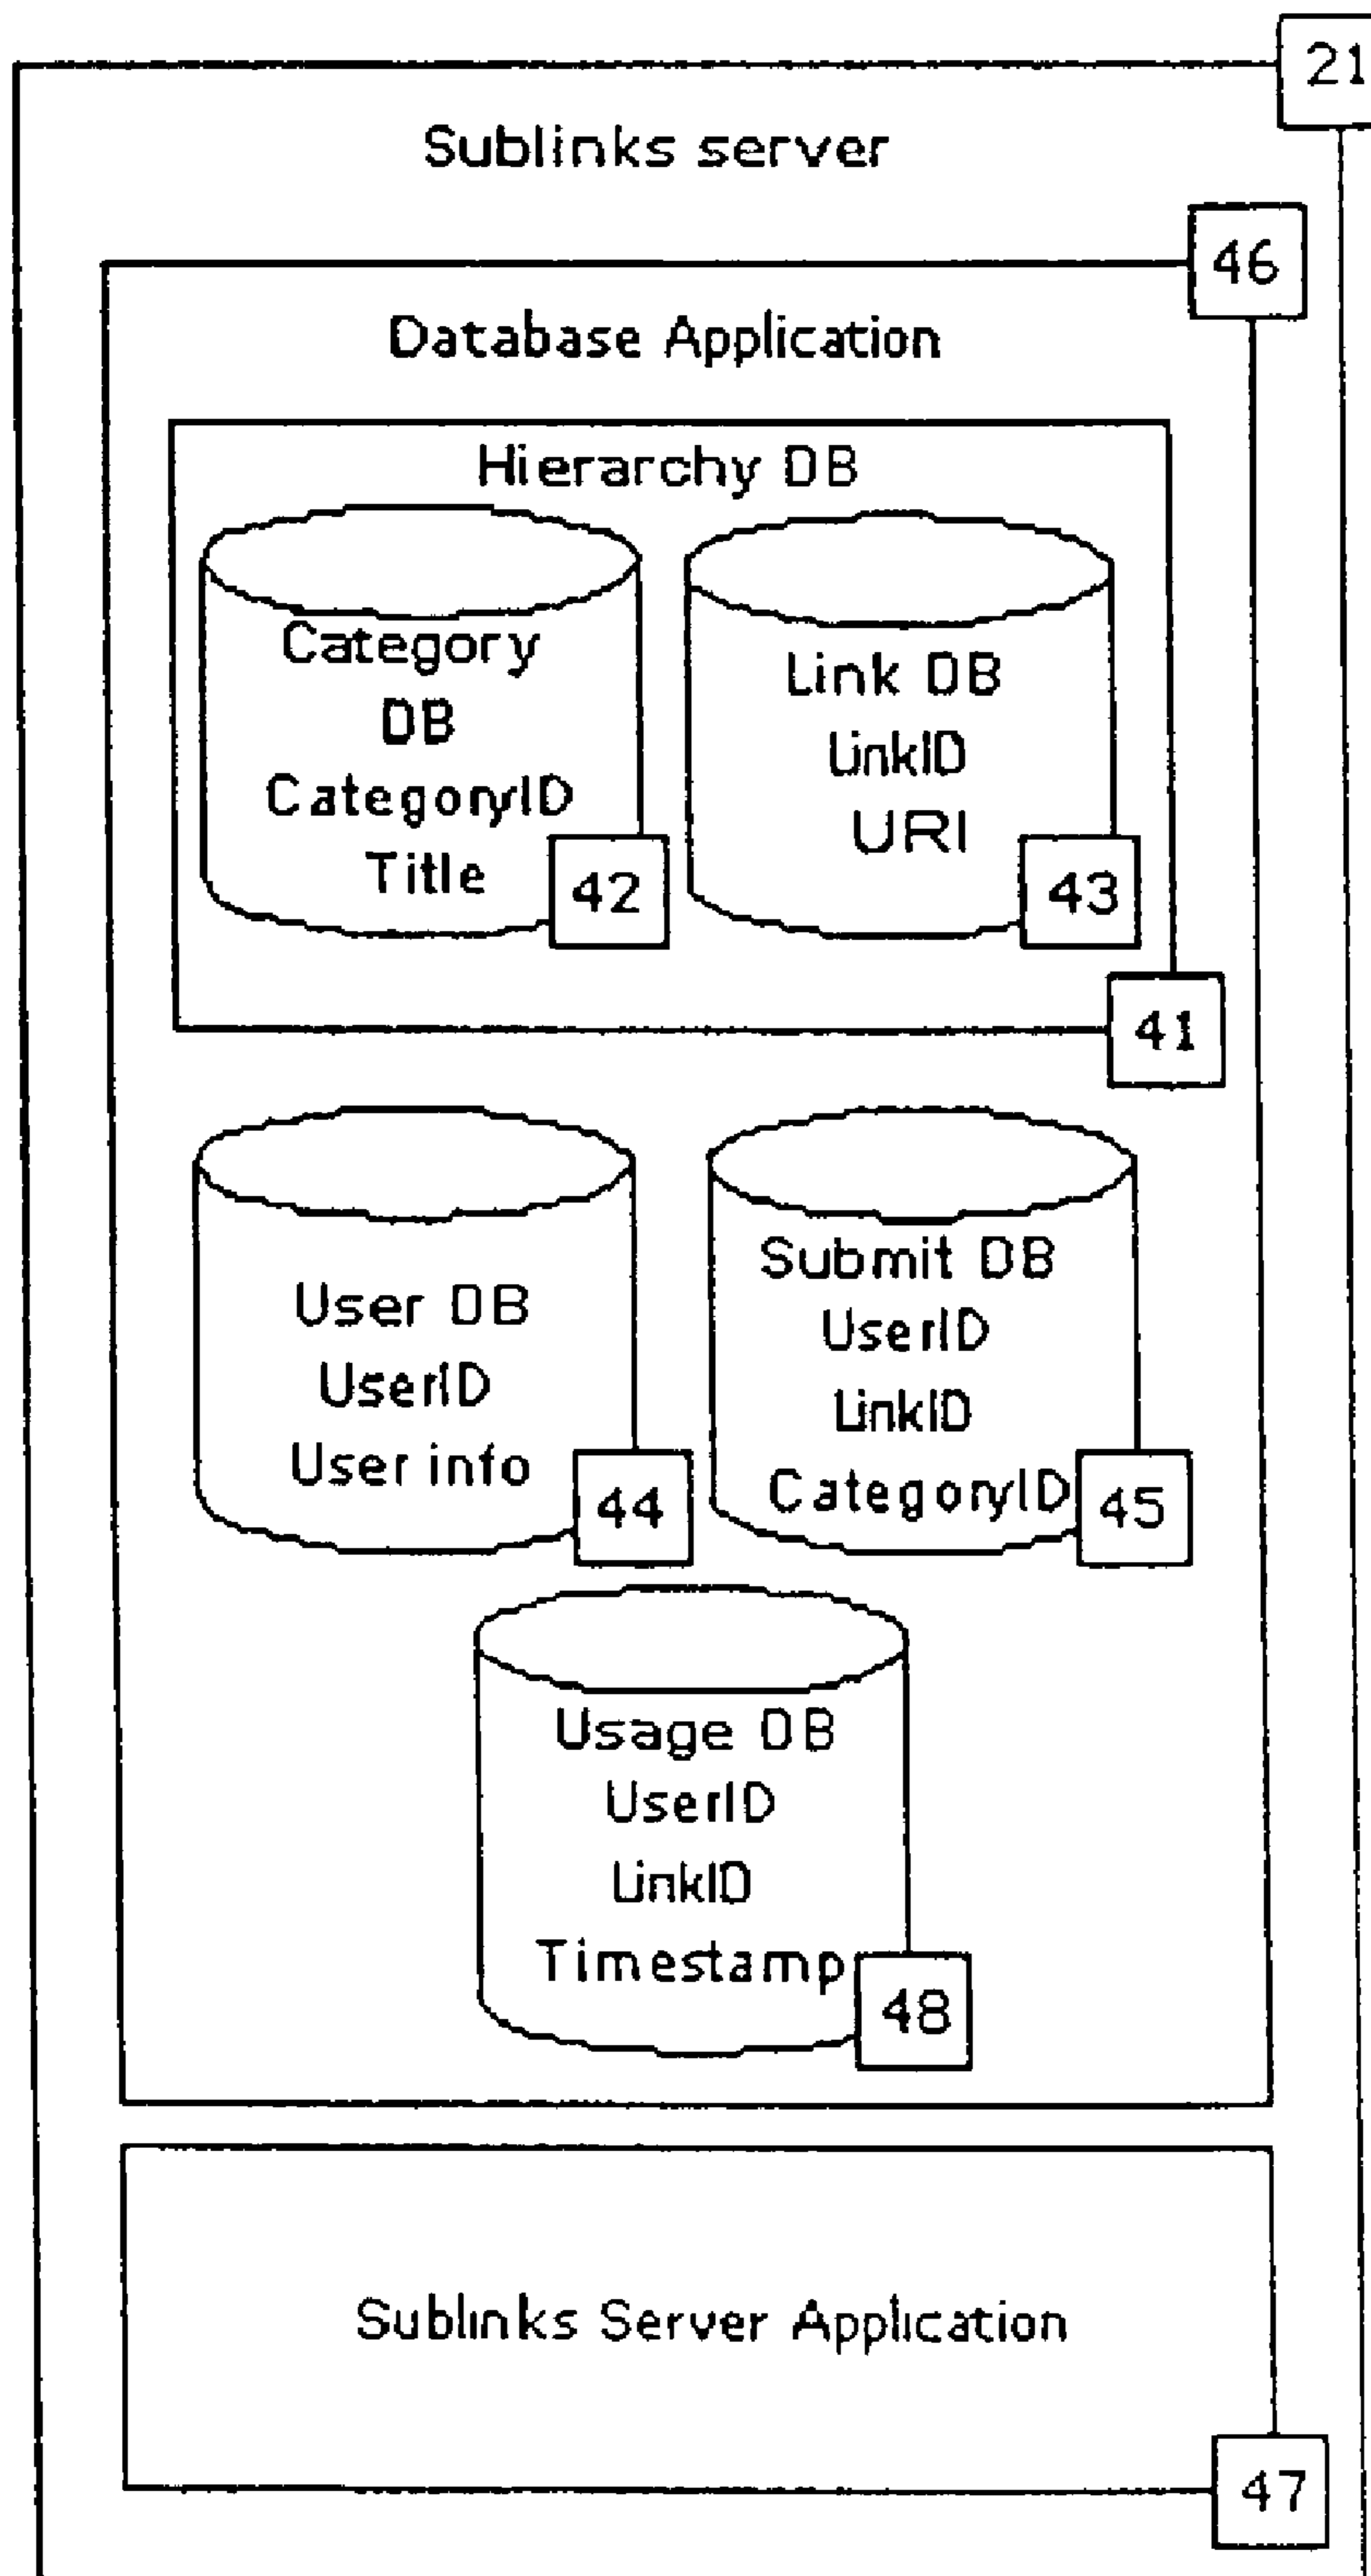 21
Sublinks server
46
Database Application
Hierarchy DB
Category
DB
CategoryID
Title
42
Link DB
LinkID
URI
43
41
User DB
UserID
User info
44
Submit DB
UserID
LinkID
CategoryID
45
Usage DB
UserID
LinkID
Timestamp
48
Sublinks Server Application
47